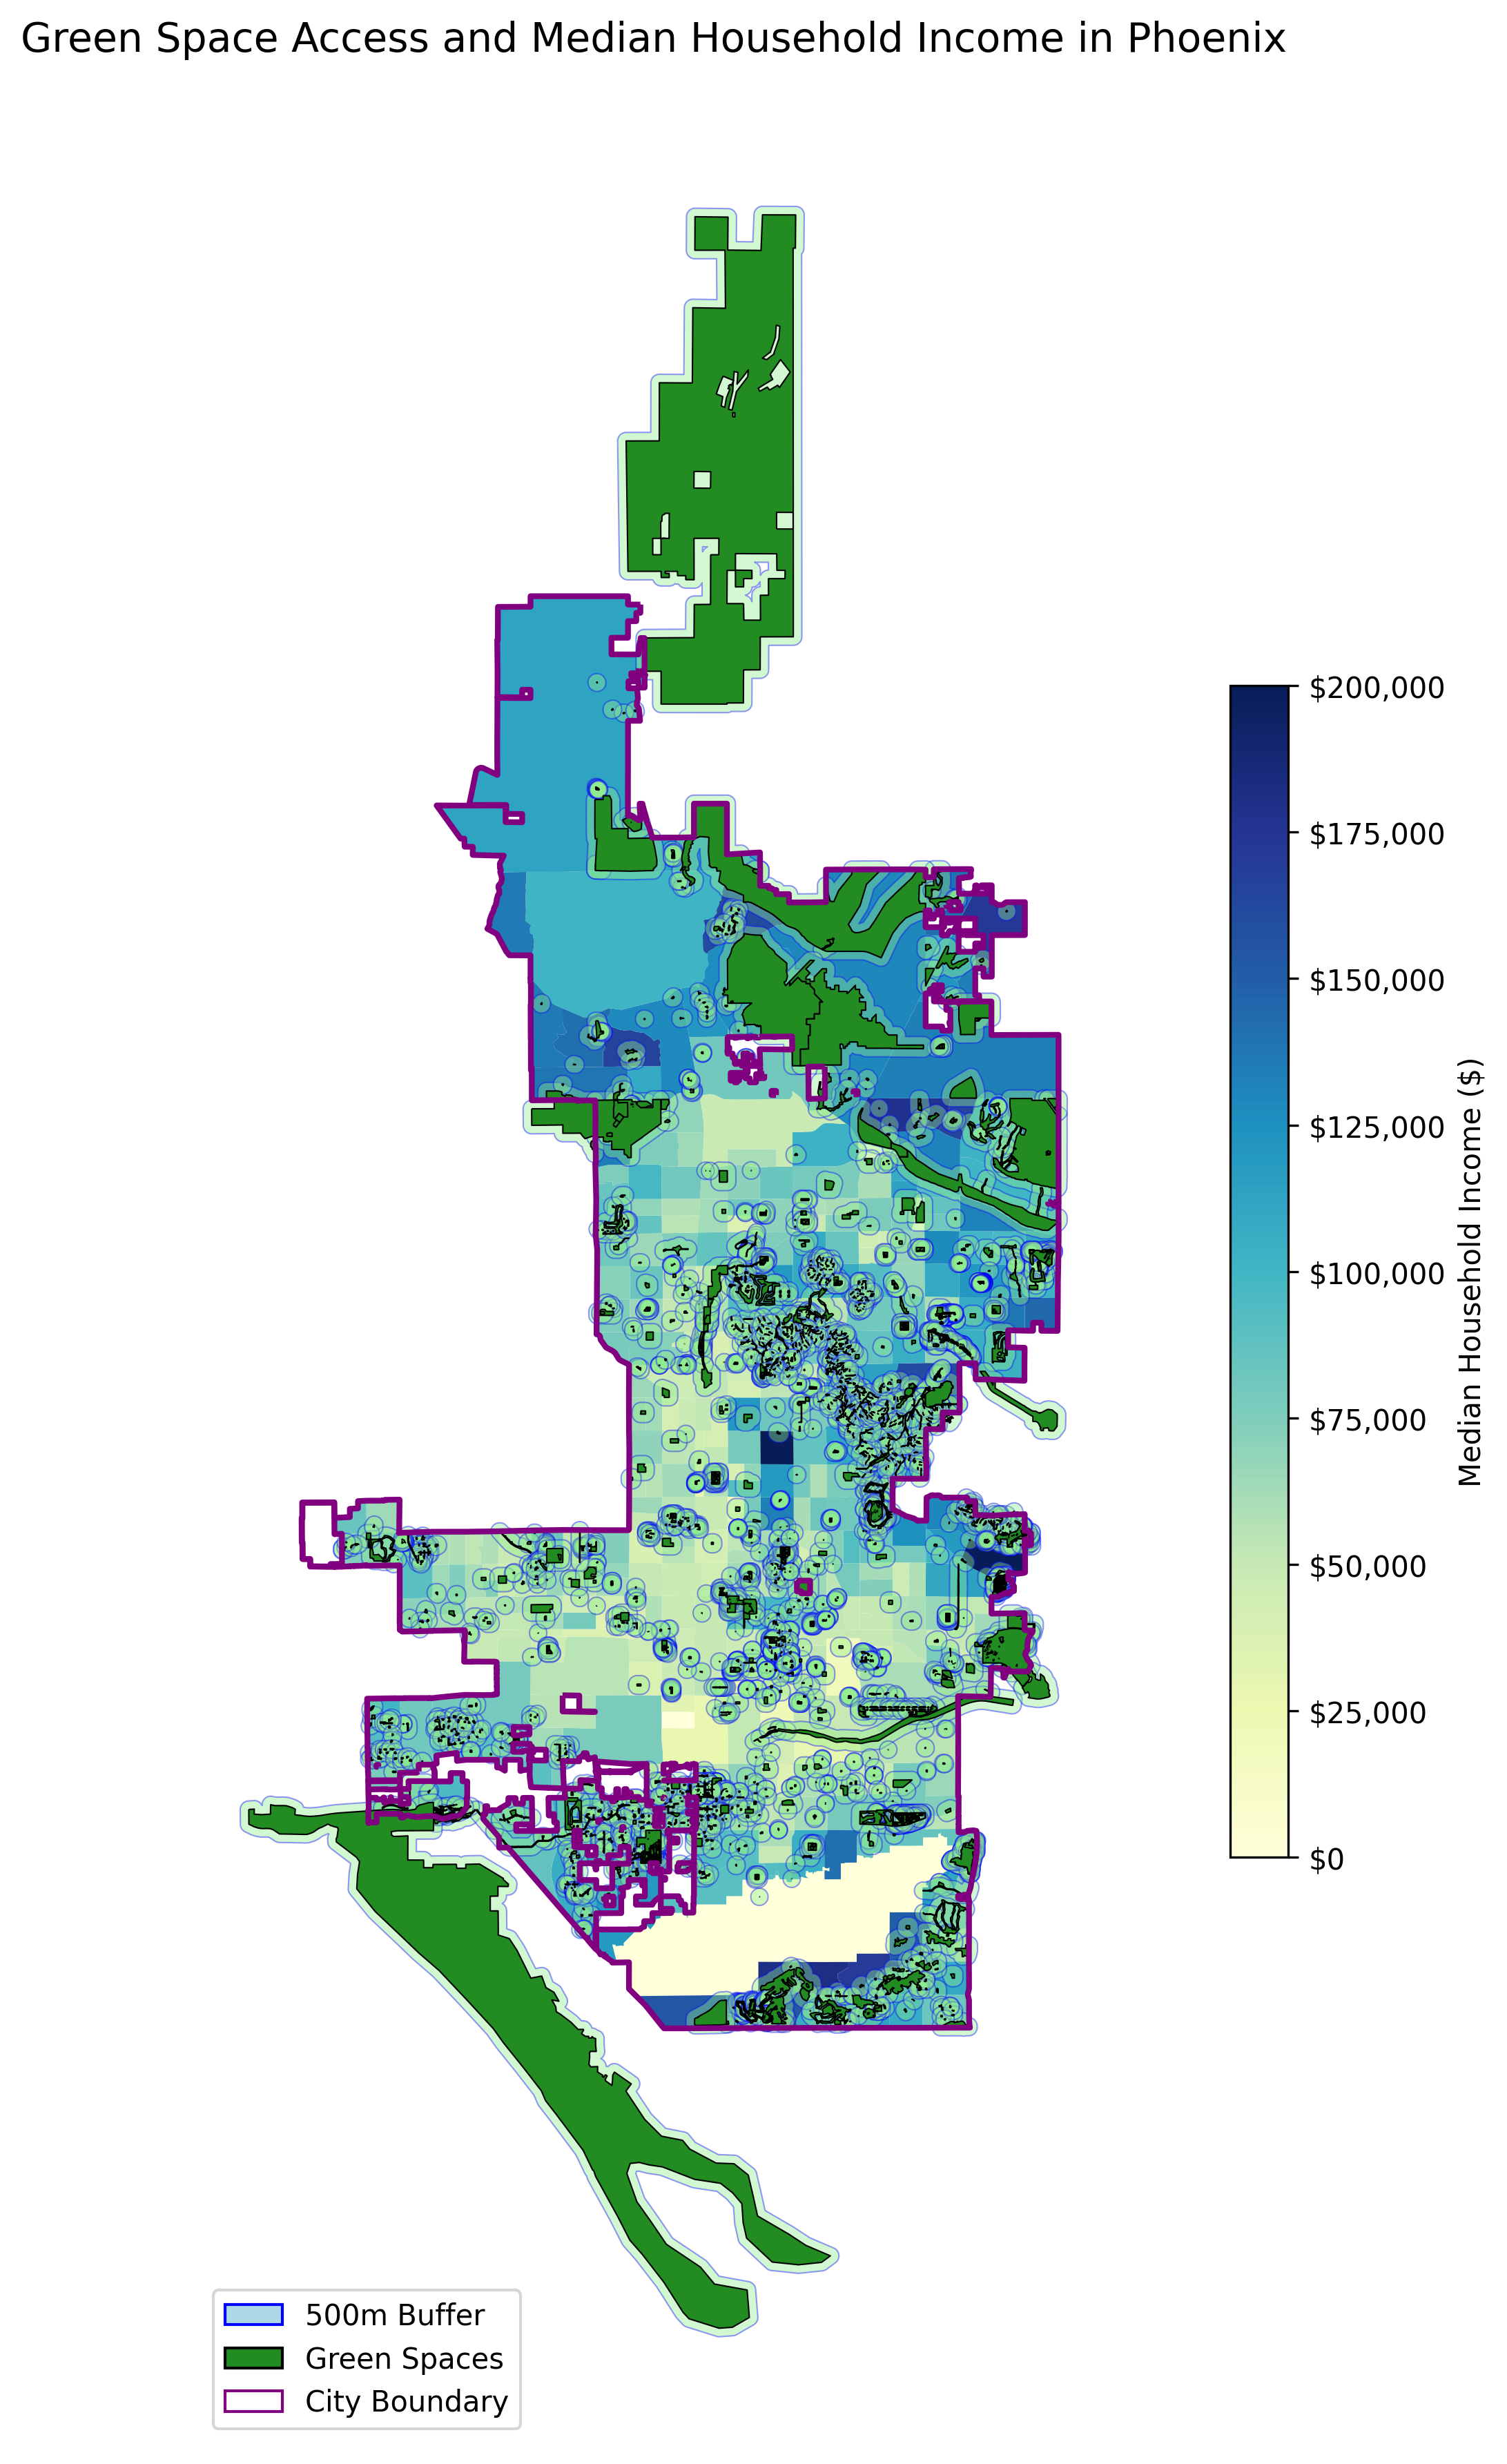 Green Space Access and Median Household Income in Phoenix
$200,000
$175,000
$150,000
$125,000
$100,000
$75,000
$50,000
$25,000
$0
Median Household Income ($)
500m Buffer
Green Spaces
City Boundary